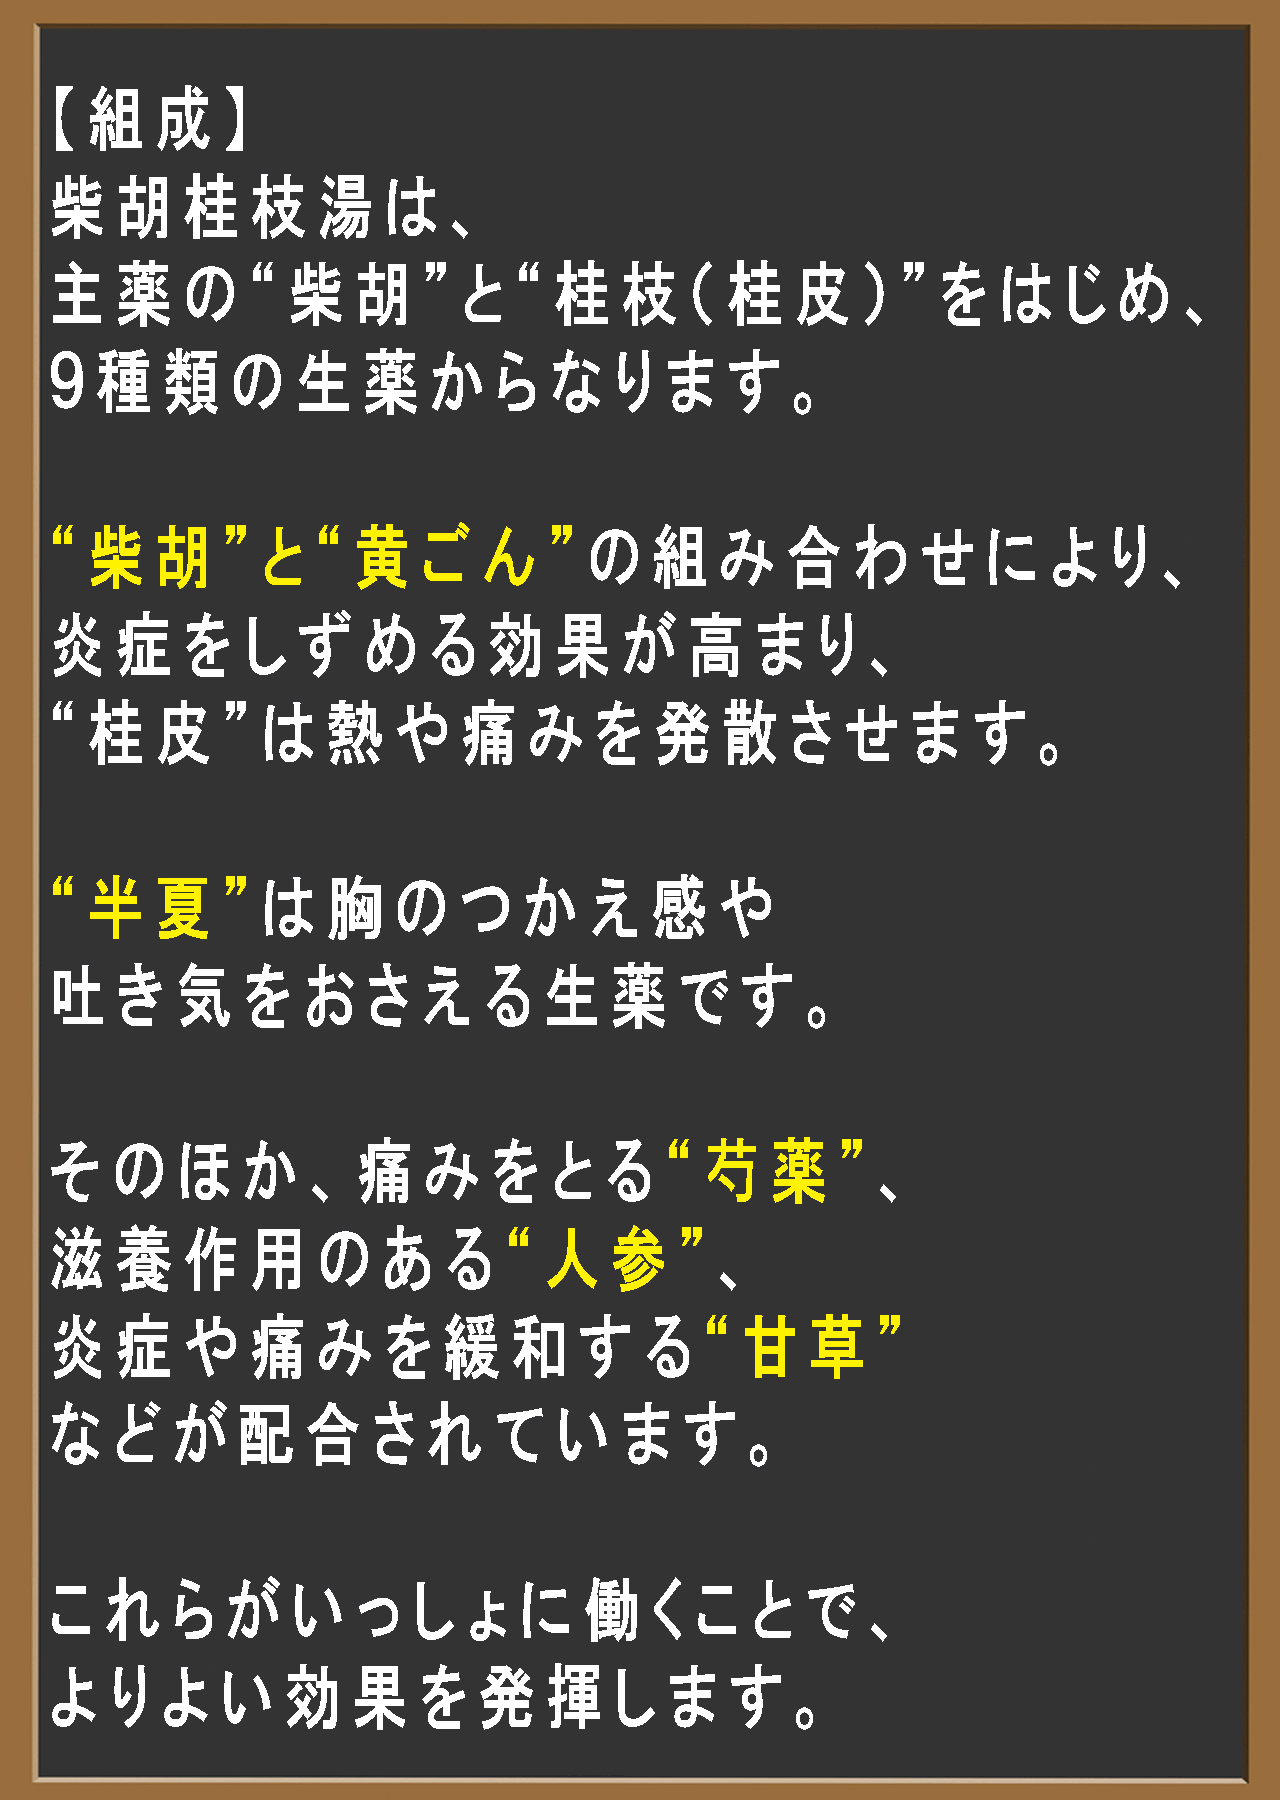 【組成】
柴胡桂枝湯は、
主薬の“柴胡”と“桂枝（桂皮）”をはじめ、
９種類の生薬からなります。
“柴胡”と“黄ごん”の組み合わせにより、
炎症をしずめる効果が高まり、
“桂皮”は熱や痛みを発散させます。
“半夏”は胸のつかえ感や
吐き気をおさえる生薬です。
そのほか、痛みをとる“芍薬”、
滋養作用のある“人参”、
炎症や痛みを緩和する“甘草”
などが配合されています。
これらがいっしょに働くことで、
よりよい効果を発揮します。